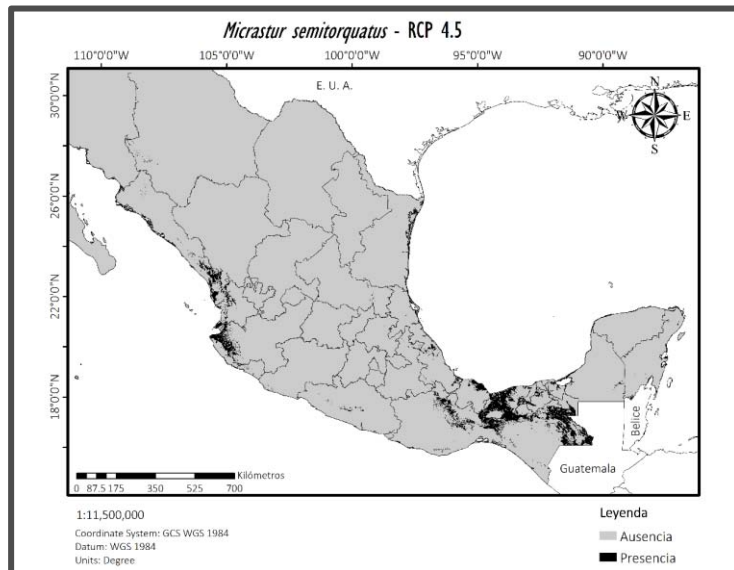 Micrastur semitorquatus - RCP 4.5
110°0'0"W 105°0'0"W 100°0'0"W 95°0'0"W 90°0'0"W
E. U. A.
30°0'0"N
26°0'0"N
22°0'0"N
18°0'0"N
N
W E
S
Belice
Guatemala
Kilómetros
0 87.5 175 350 525 700
1:11,500,000
Coordinate System: GCS WGS 1984
Datum: WGS 1984
Units: Degree
Leyenda
Ausencia
Presencia